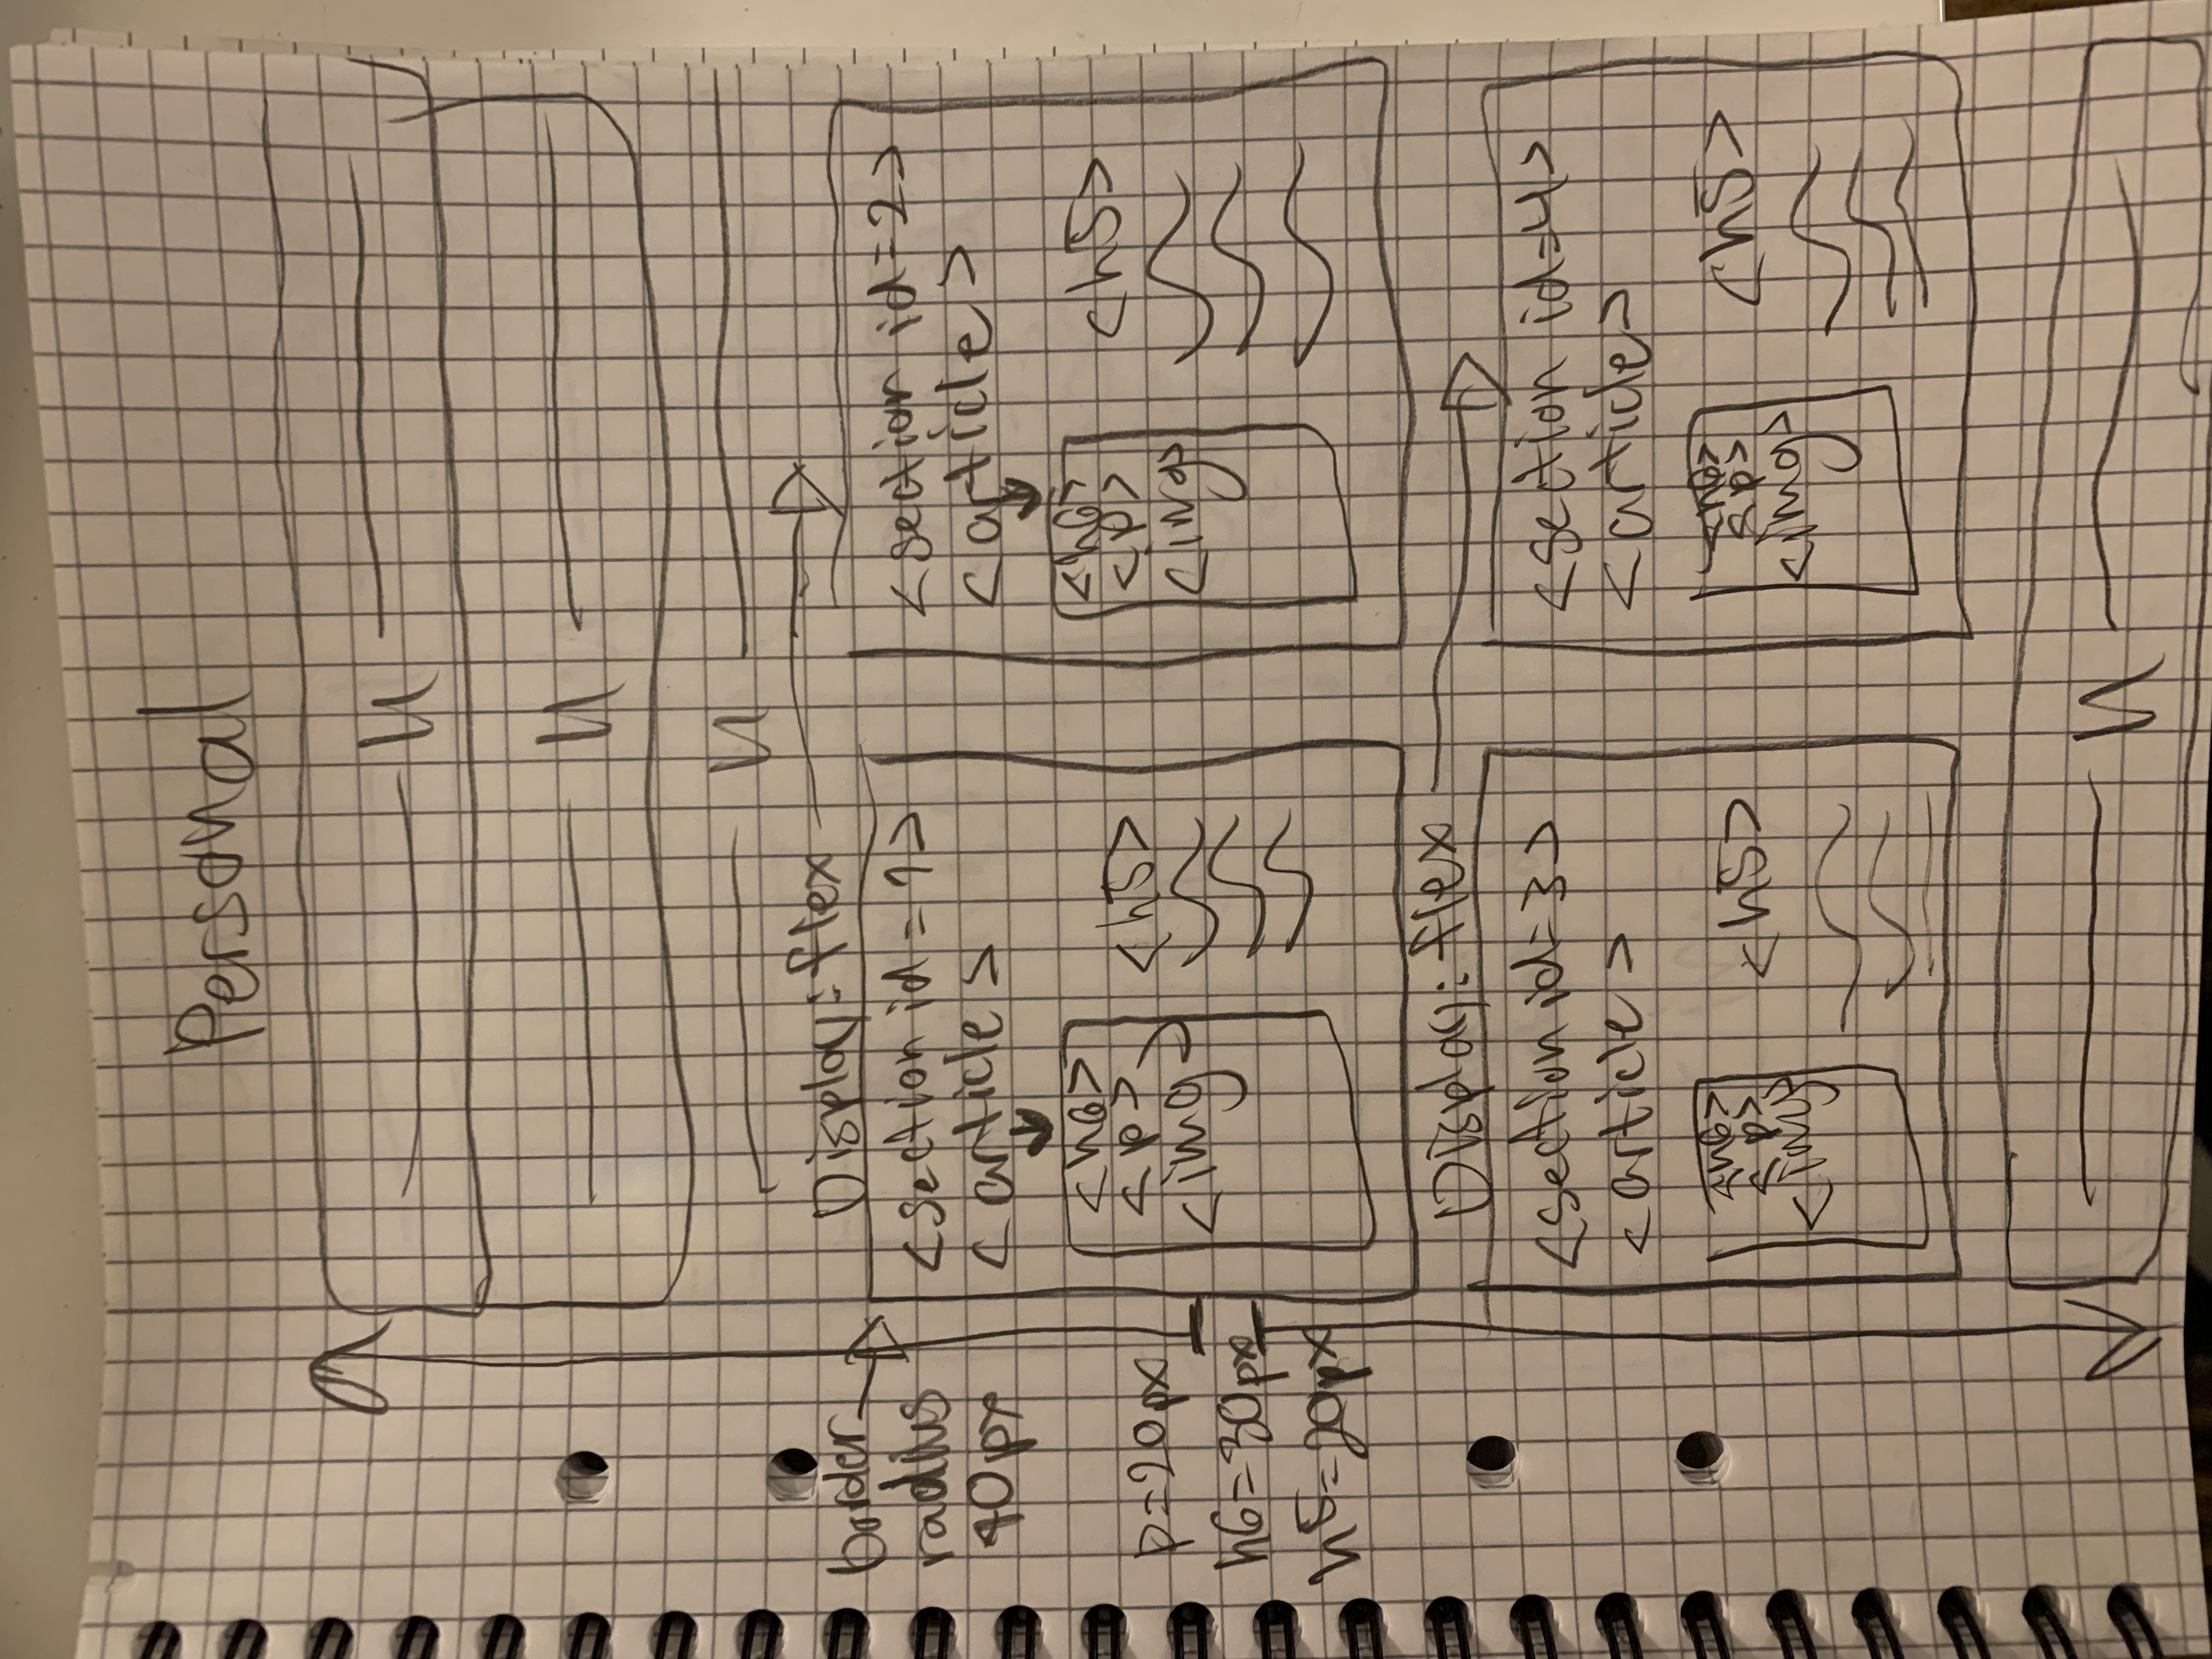 Personal
—— || ——
—— || ——
—— || ——
Display: flex
border
radius
40px
<section id=1>
<article>
<h6>
<p>
<img>
<h5>
<section id=2>
<article>
<h6>
<p>
<img>
<h5>
p=20px
h6=30px
h5=20px
Display: flex
<section id=3>
<article>
<h6>
<p>
<img>
<h5>
<section id=4>
<article>
<h6>
<p>
<img>
<h5>
—— || ——